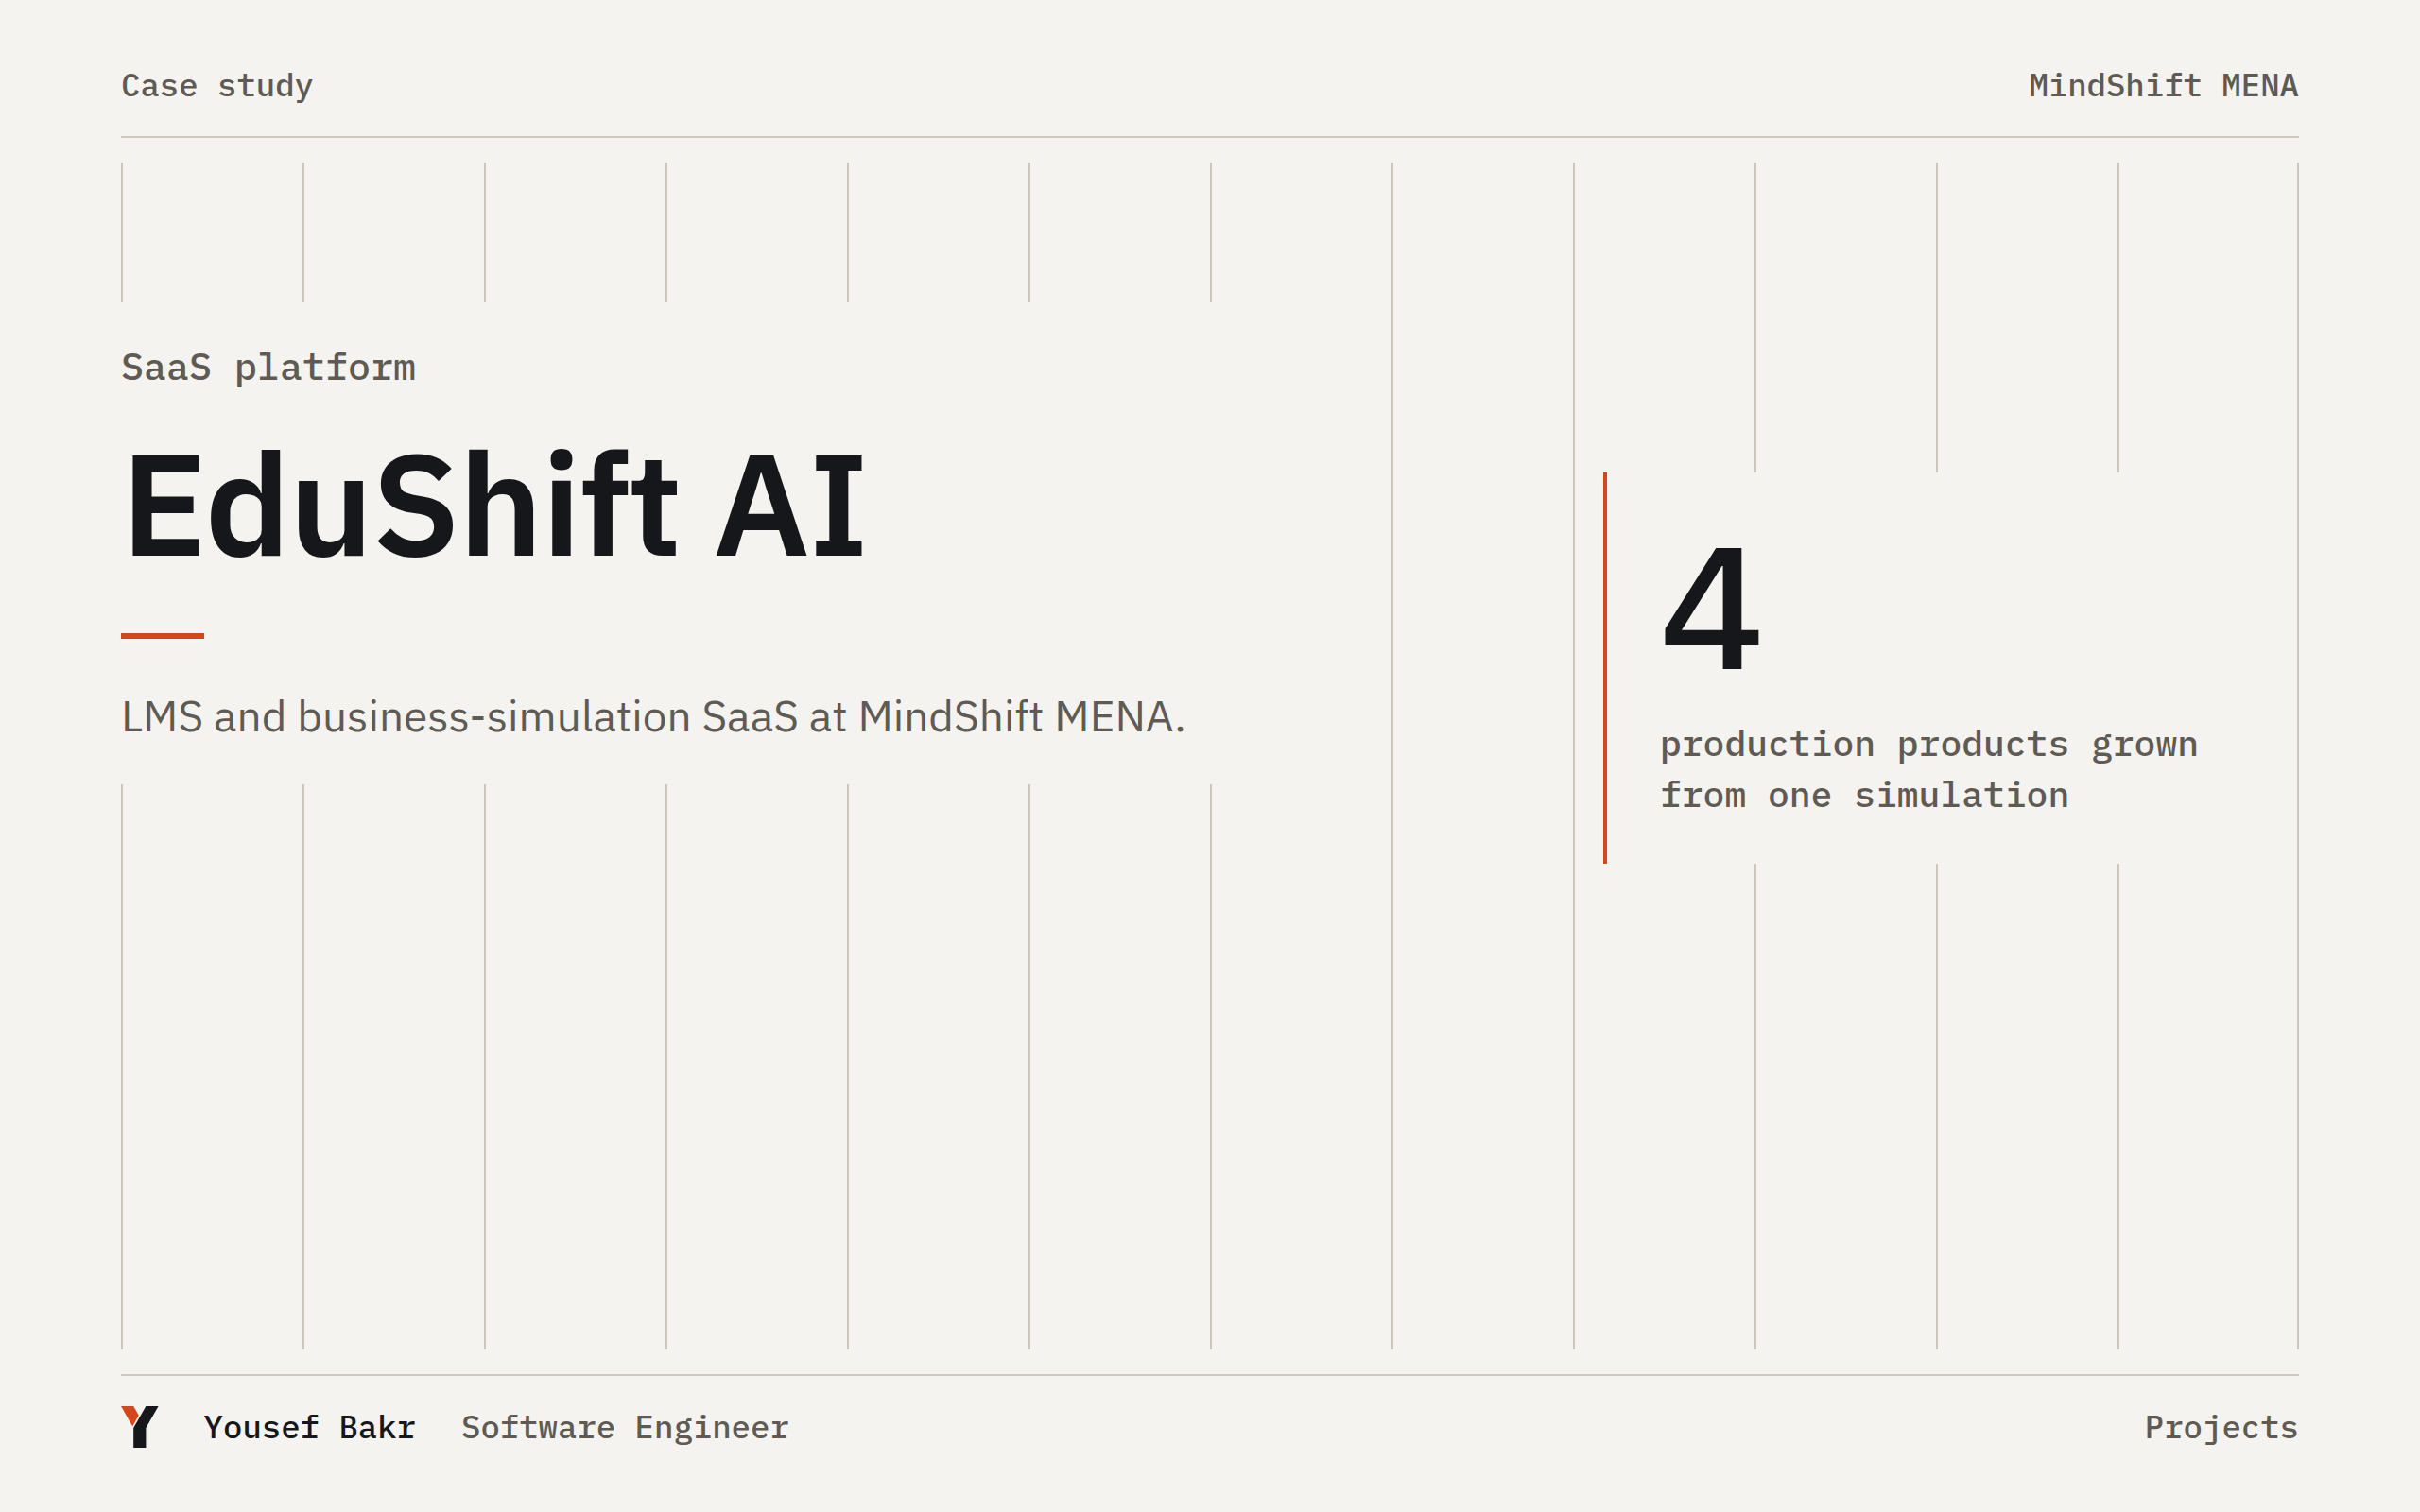 Case study
MindShift MENA
SaaS platform
EduShift AI
LMS and business-simulation SaaS at MindShift MENA.
4
production products grown
from one simulation
Y
Yousef Bakr
Software Engineer
Projects